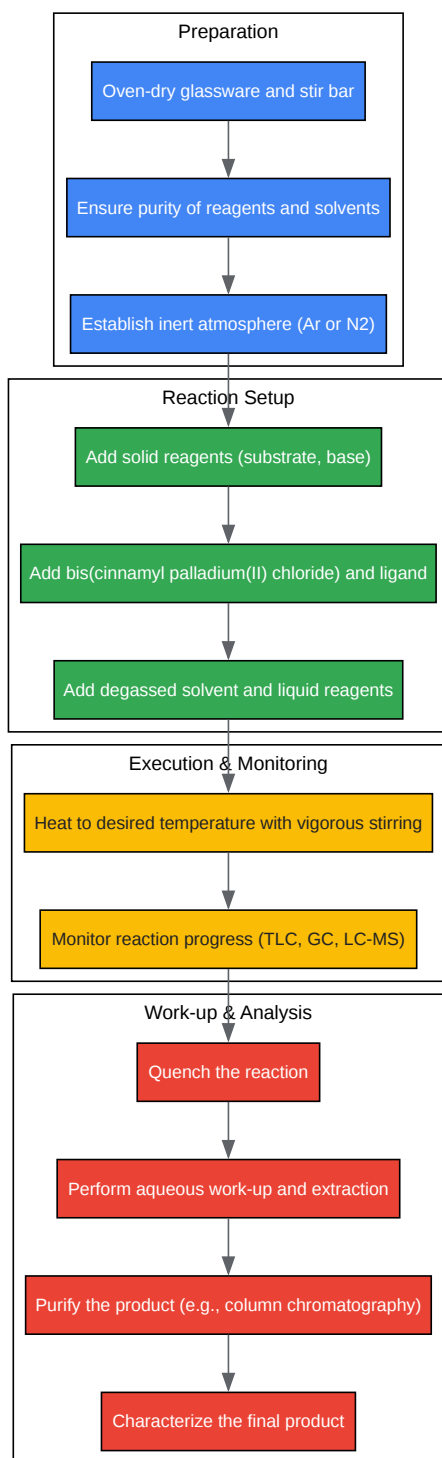 Preparation
Oven-dry glassware and stir bar
Ensure purity of reagents and solvents
Establish inert atmosphere (Ar or N2)
Reaction Setup
Add solid reagents (substrate, base)
Add bis(cinnamyl palladium(II) chloride) and ligand
Add degassed solvent and liquid reagents
Execution & Monitoring
Heat to desired temperature with vigorous stirring
Monitor reaction progress (TLC, GC, LC-MS)
Work-up & Analysis
Quench the reaction
Perform aqueous work-up and extraction
Purify the product (e.g., column chromatography)
Characterize the final product